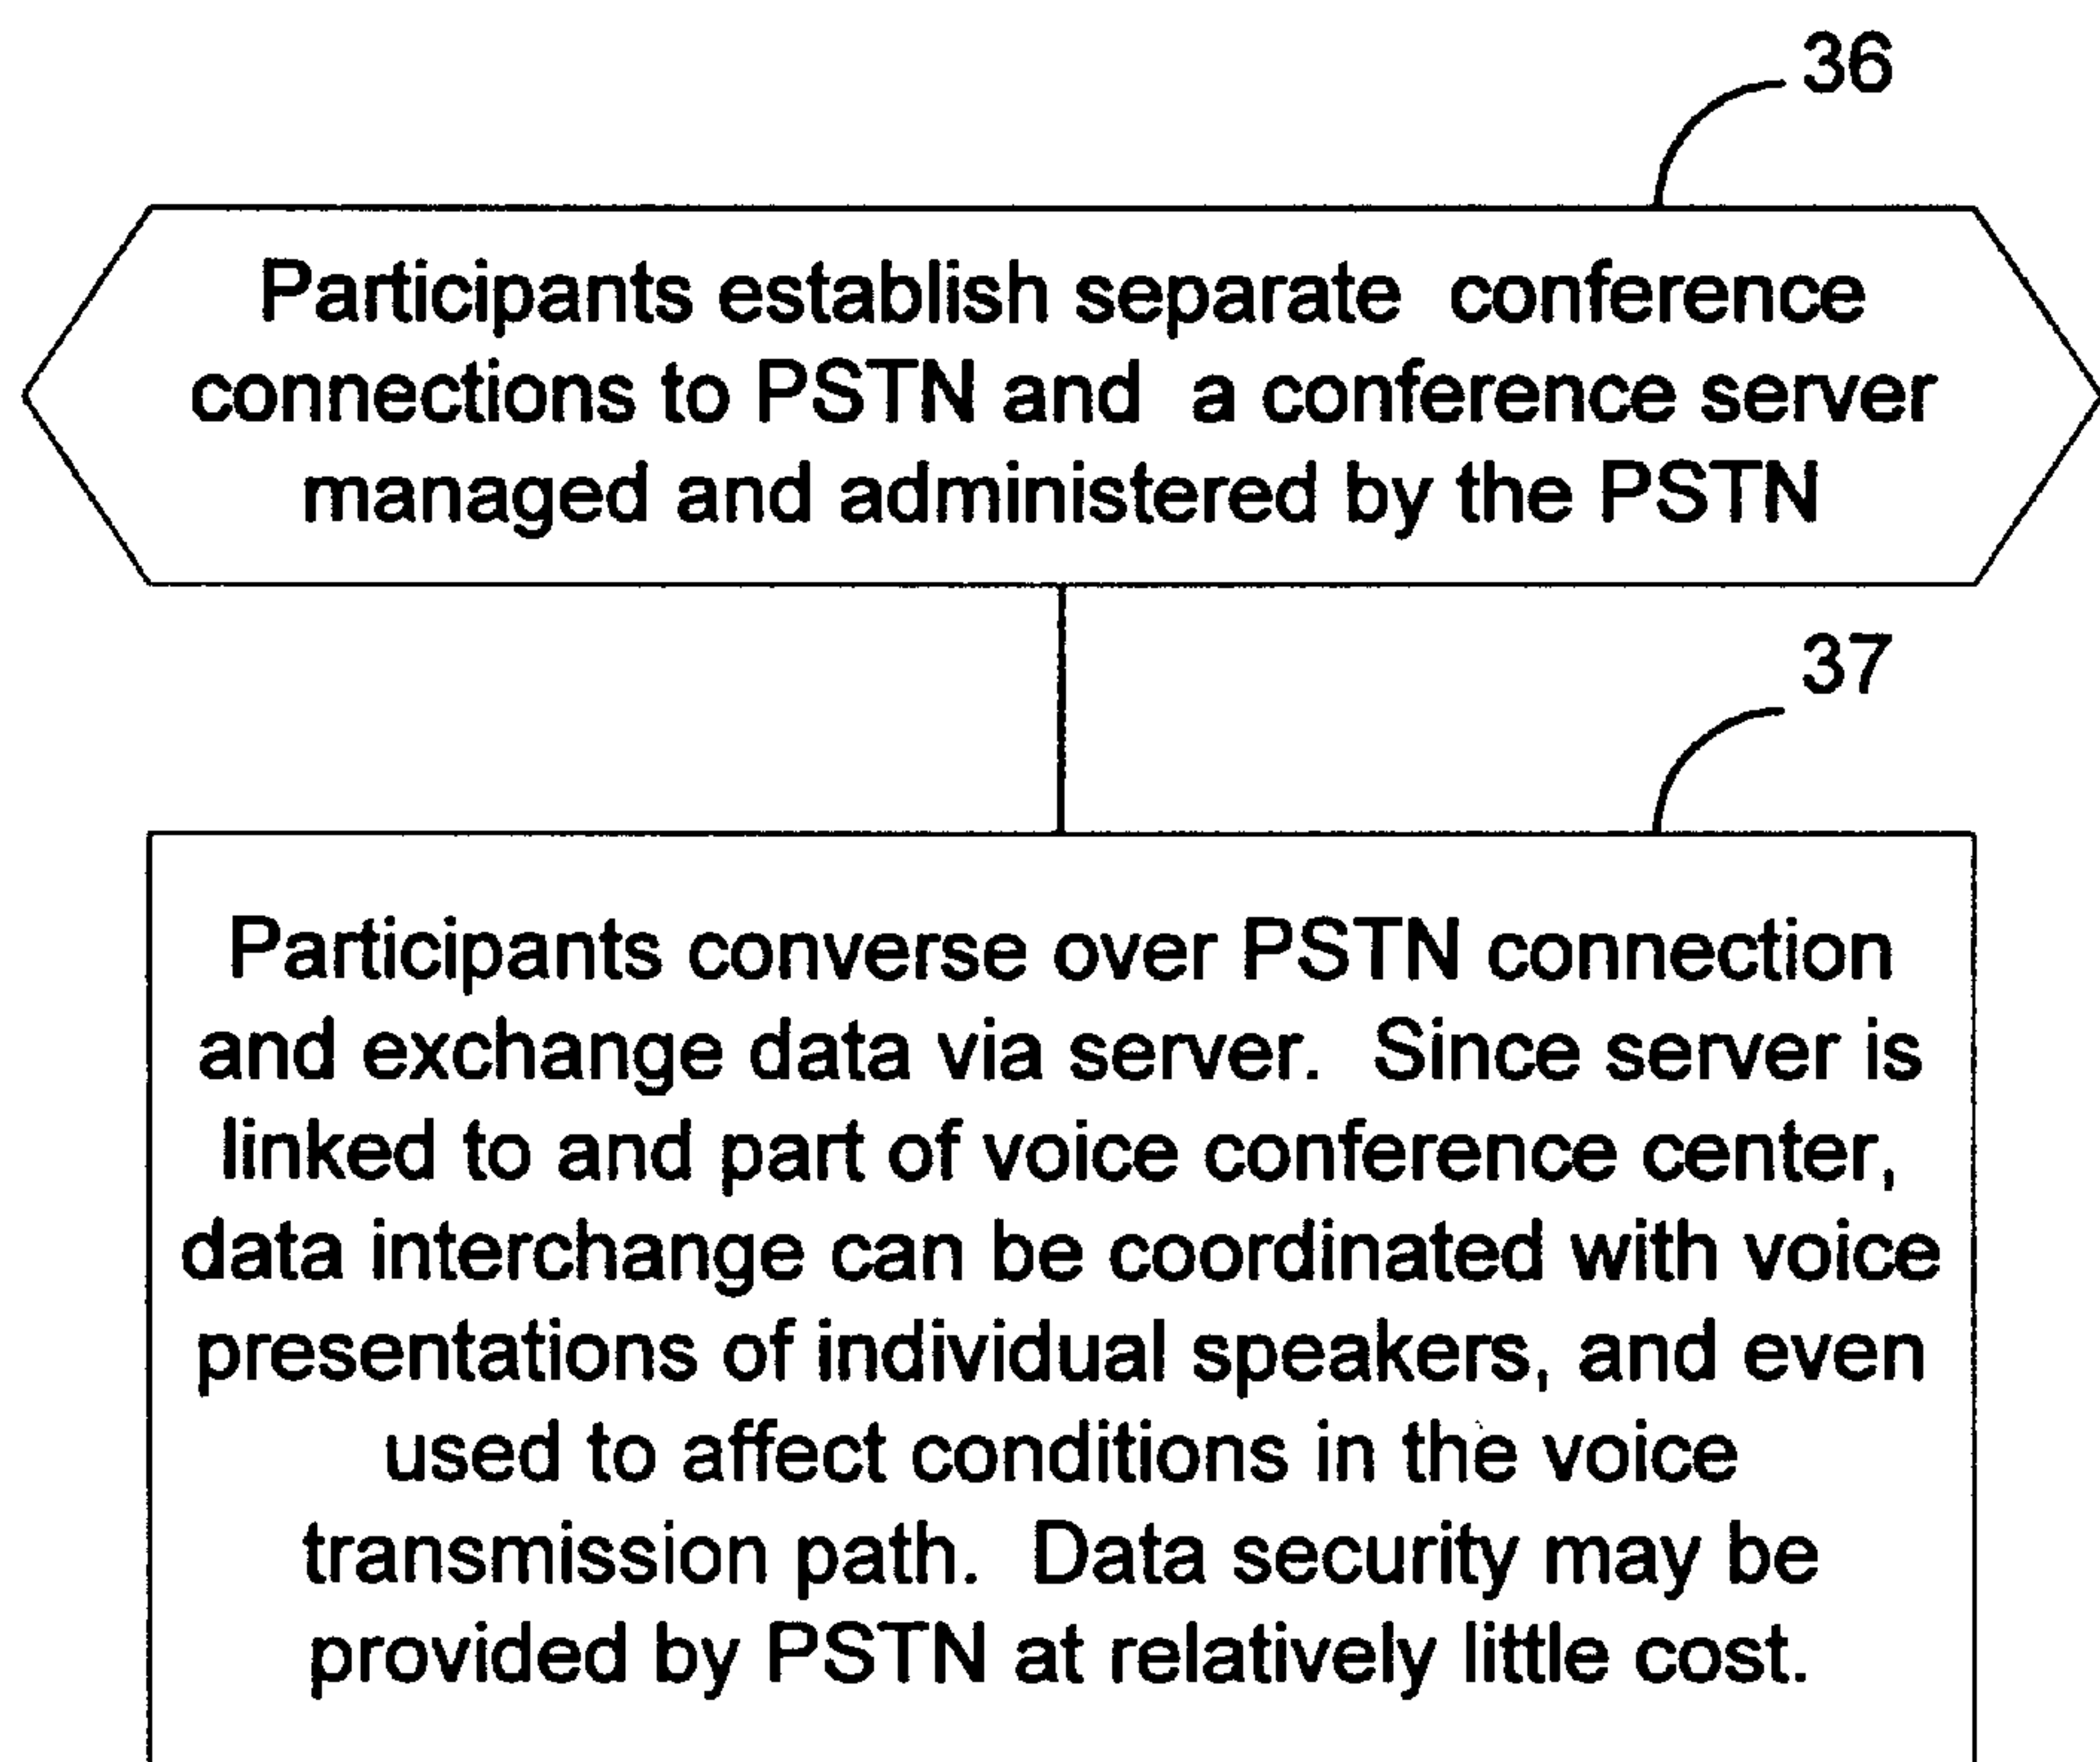 36
Participants establish separate conference
connections to PSTN and a conference server
managed and administered by the PSTN
37
Participants converse over PSTN connection
and exchange data via server. Since server is
linked to and part of voice conference center,
data interchange can be coordinated with voice
presentations of individual speakers, and even
used to affect conditions in the voice
transmission path. Data security may be
provided by PSTN at relatively little cost.